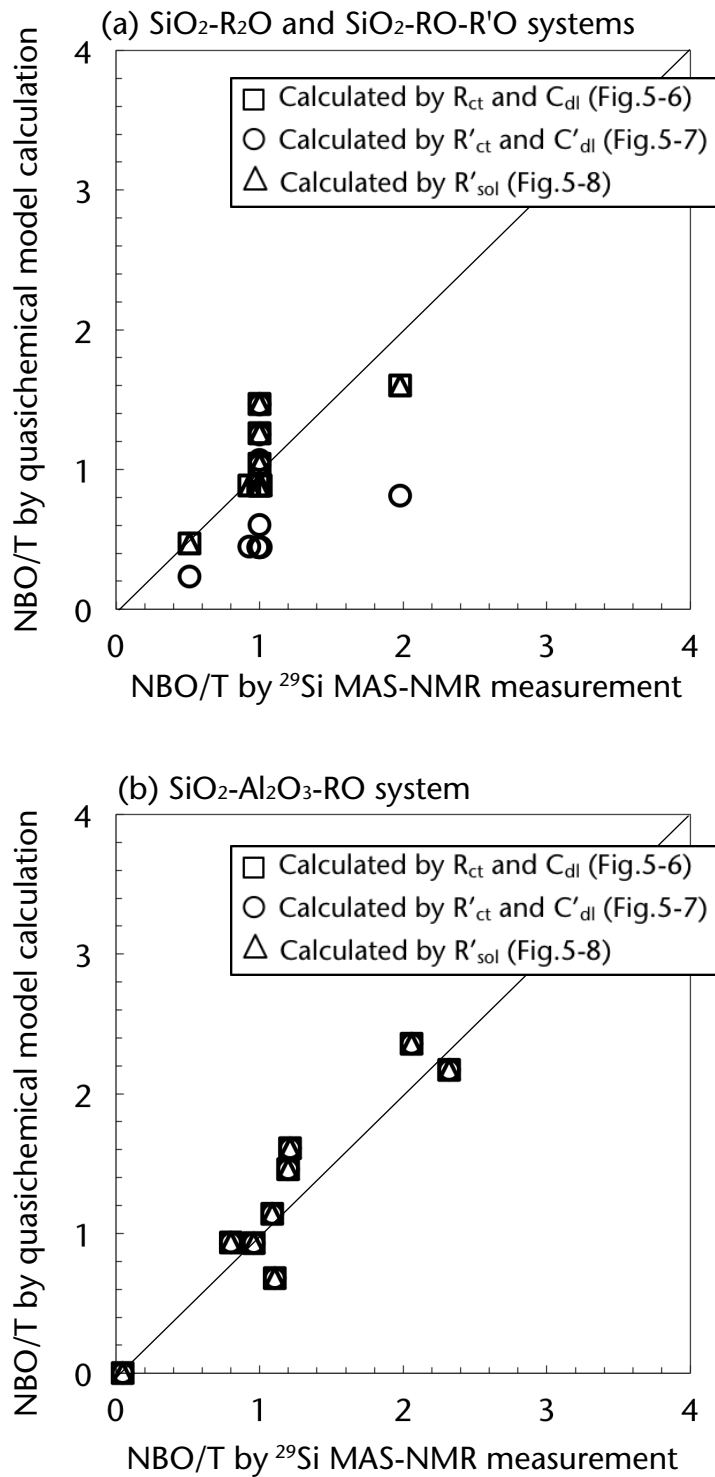 (a) SiO₂-R₂O and SiO₂-RO-R'O systems
NBO/T by quasichemical model calculation
4
3
2
1
0
Calculated by Rct and Cdl (Fig.5-6)
Calculated by R′ct and C′dl (Fig.5-7)
Calculated by R′sol (Fig.5-8)
0 1 2 3 4
NBO/T by ²⁹Si MAS-NMR measurement
(b) SiO₂-Al₂O₃-RO system
NBO/T by quasichemical model calculation
4
3
2
1
0
Calculated by Rct and Cdl (Fig.5-6)
Calculated by R′ct and C′dl (Fig.5-7)
Calculated by R′sol (Fig.5-8)
0 1 2 3 4
NBO/T by ²⁹Si MAS-NMR measurement